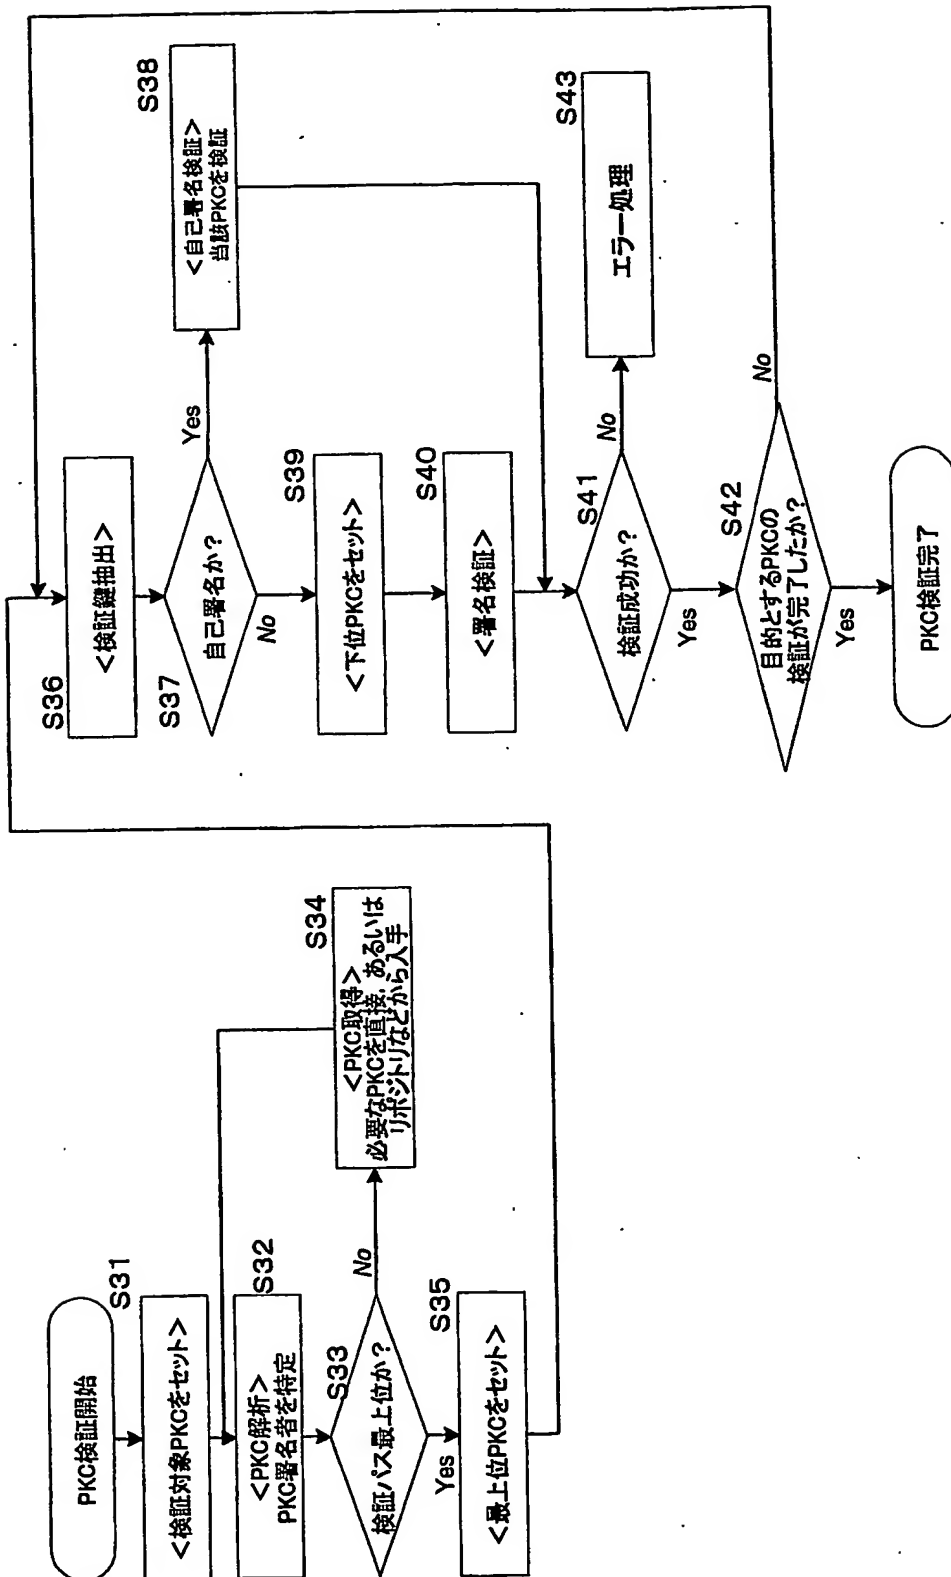 PKC検証開始
S31
<検証対象PKCをセット>
S32
<PKC解析>
PKC署名者を特定
S33
検証パス最上位か?
No
Yes
S34
<PKC取得>
必要なPKCを直接,あるいは
リポジトリなどから入手
S35
<最上位PKCをセット>
S36
<検証鍵抽出>
S37
自己署名か?
Yes
No
S38
<自己署名検証>
当該PKCを検証
S39
<下位PKCをセット>
S40
<署名検証>
S41
検証成功か?
No
Yes
S43
エラー処理
S42
目的とするPKCの
検証が完了したか?
No
Yes
PKC検証完了